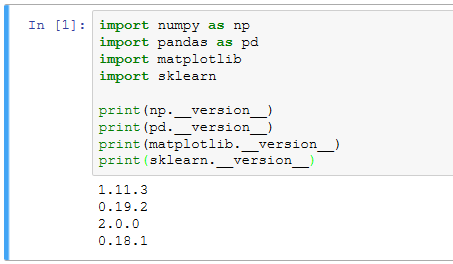 In [1]: import numpy as np
import pandas as pd
import matplotlib
import sklearn
print(np.__version__)
print(pd.__version__)
print(matplotlib.__version__)
print(sklearn.__version__)
1.11.3
0.19.2
2.0.0
0.18.1